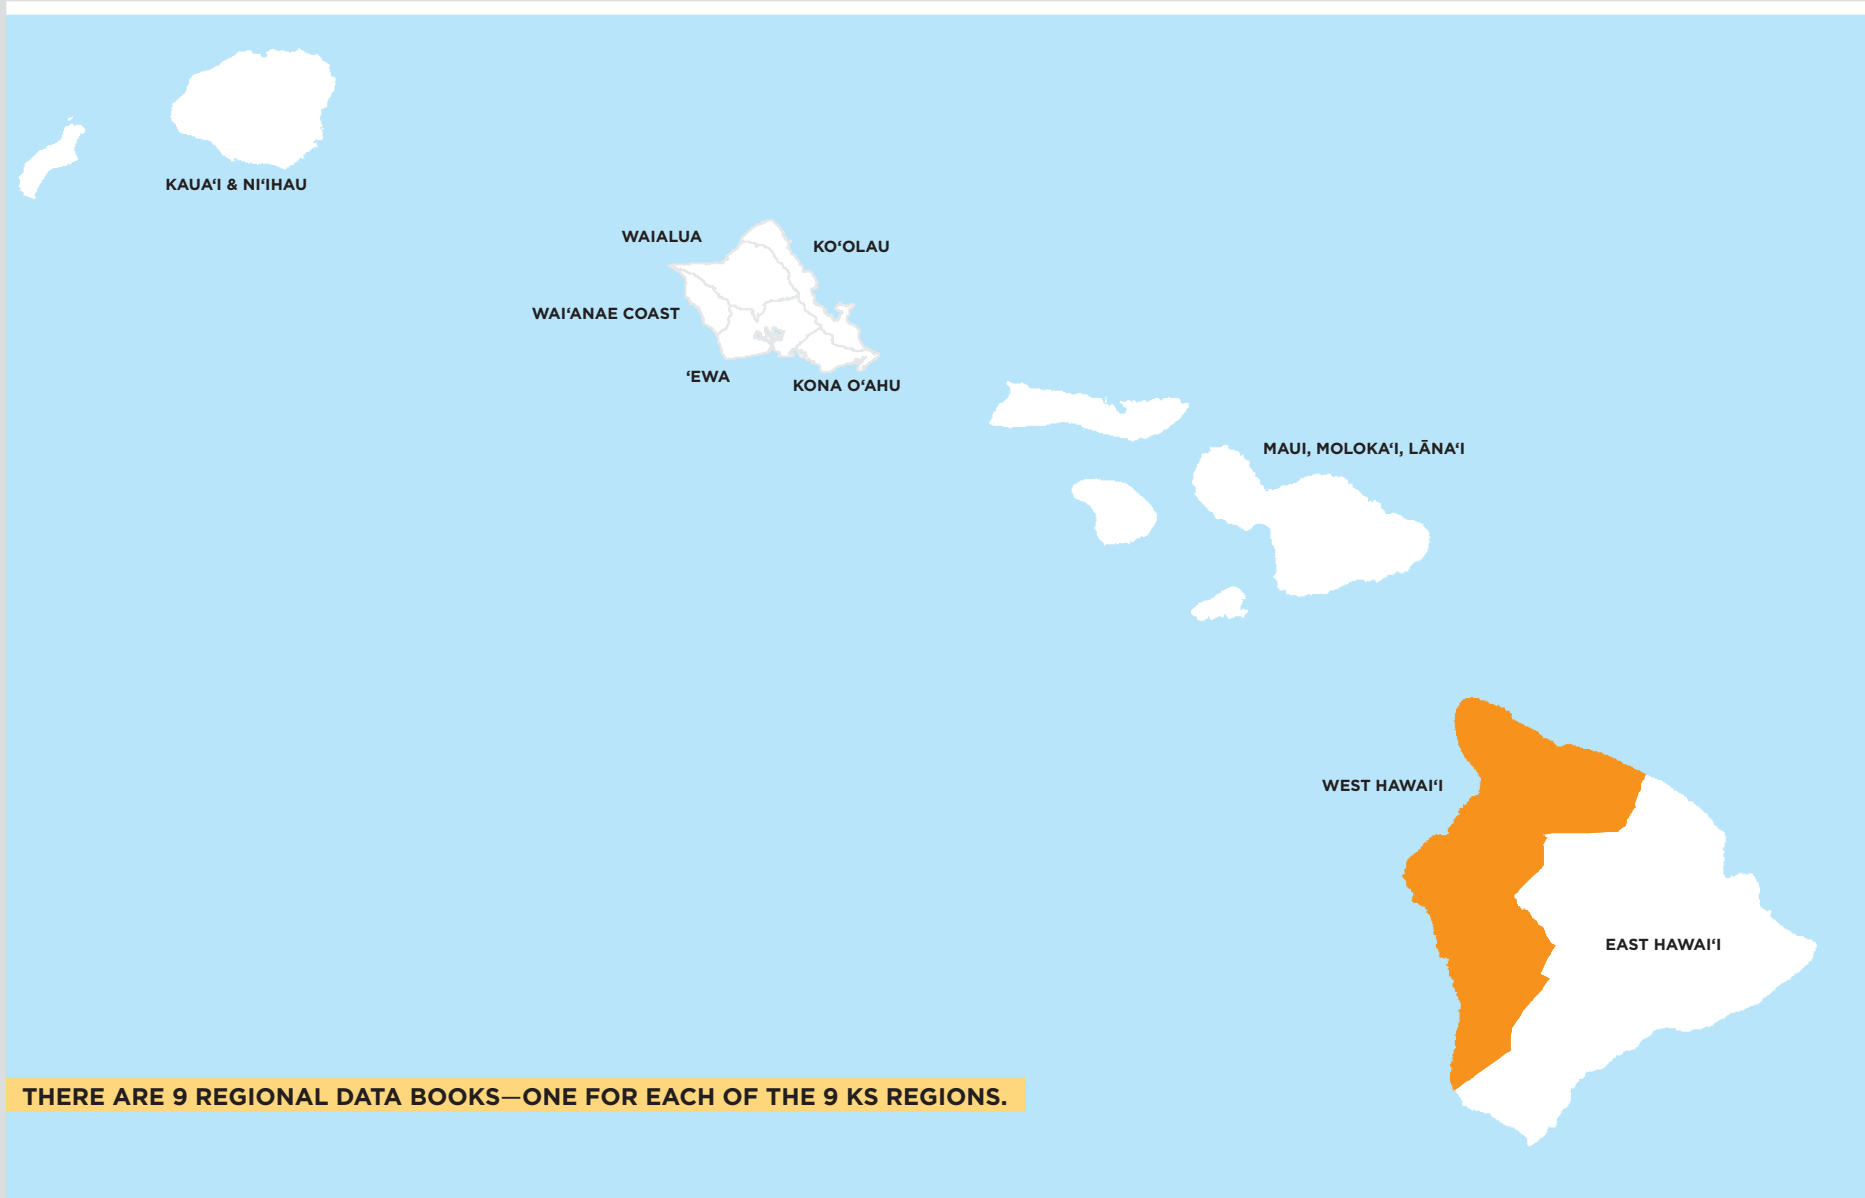 KAUAʻI & NIʻIHAU
WAIALUA
KOʻOLAU
WAIʻANAE COAST
ʻEWA
KONA OʻAHU
MAUI, MOLOKAʻI, LĀNAʻI
WEST HAWAIʻI
EAST HAWAIʻI
THERE ARE 9 REGIONAL DATA BOOKS—ONE FOR EACH OF THE 9 KS REGIONS.